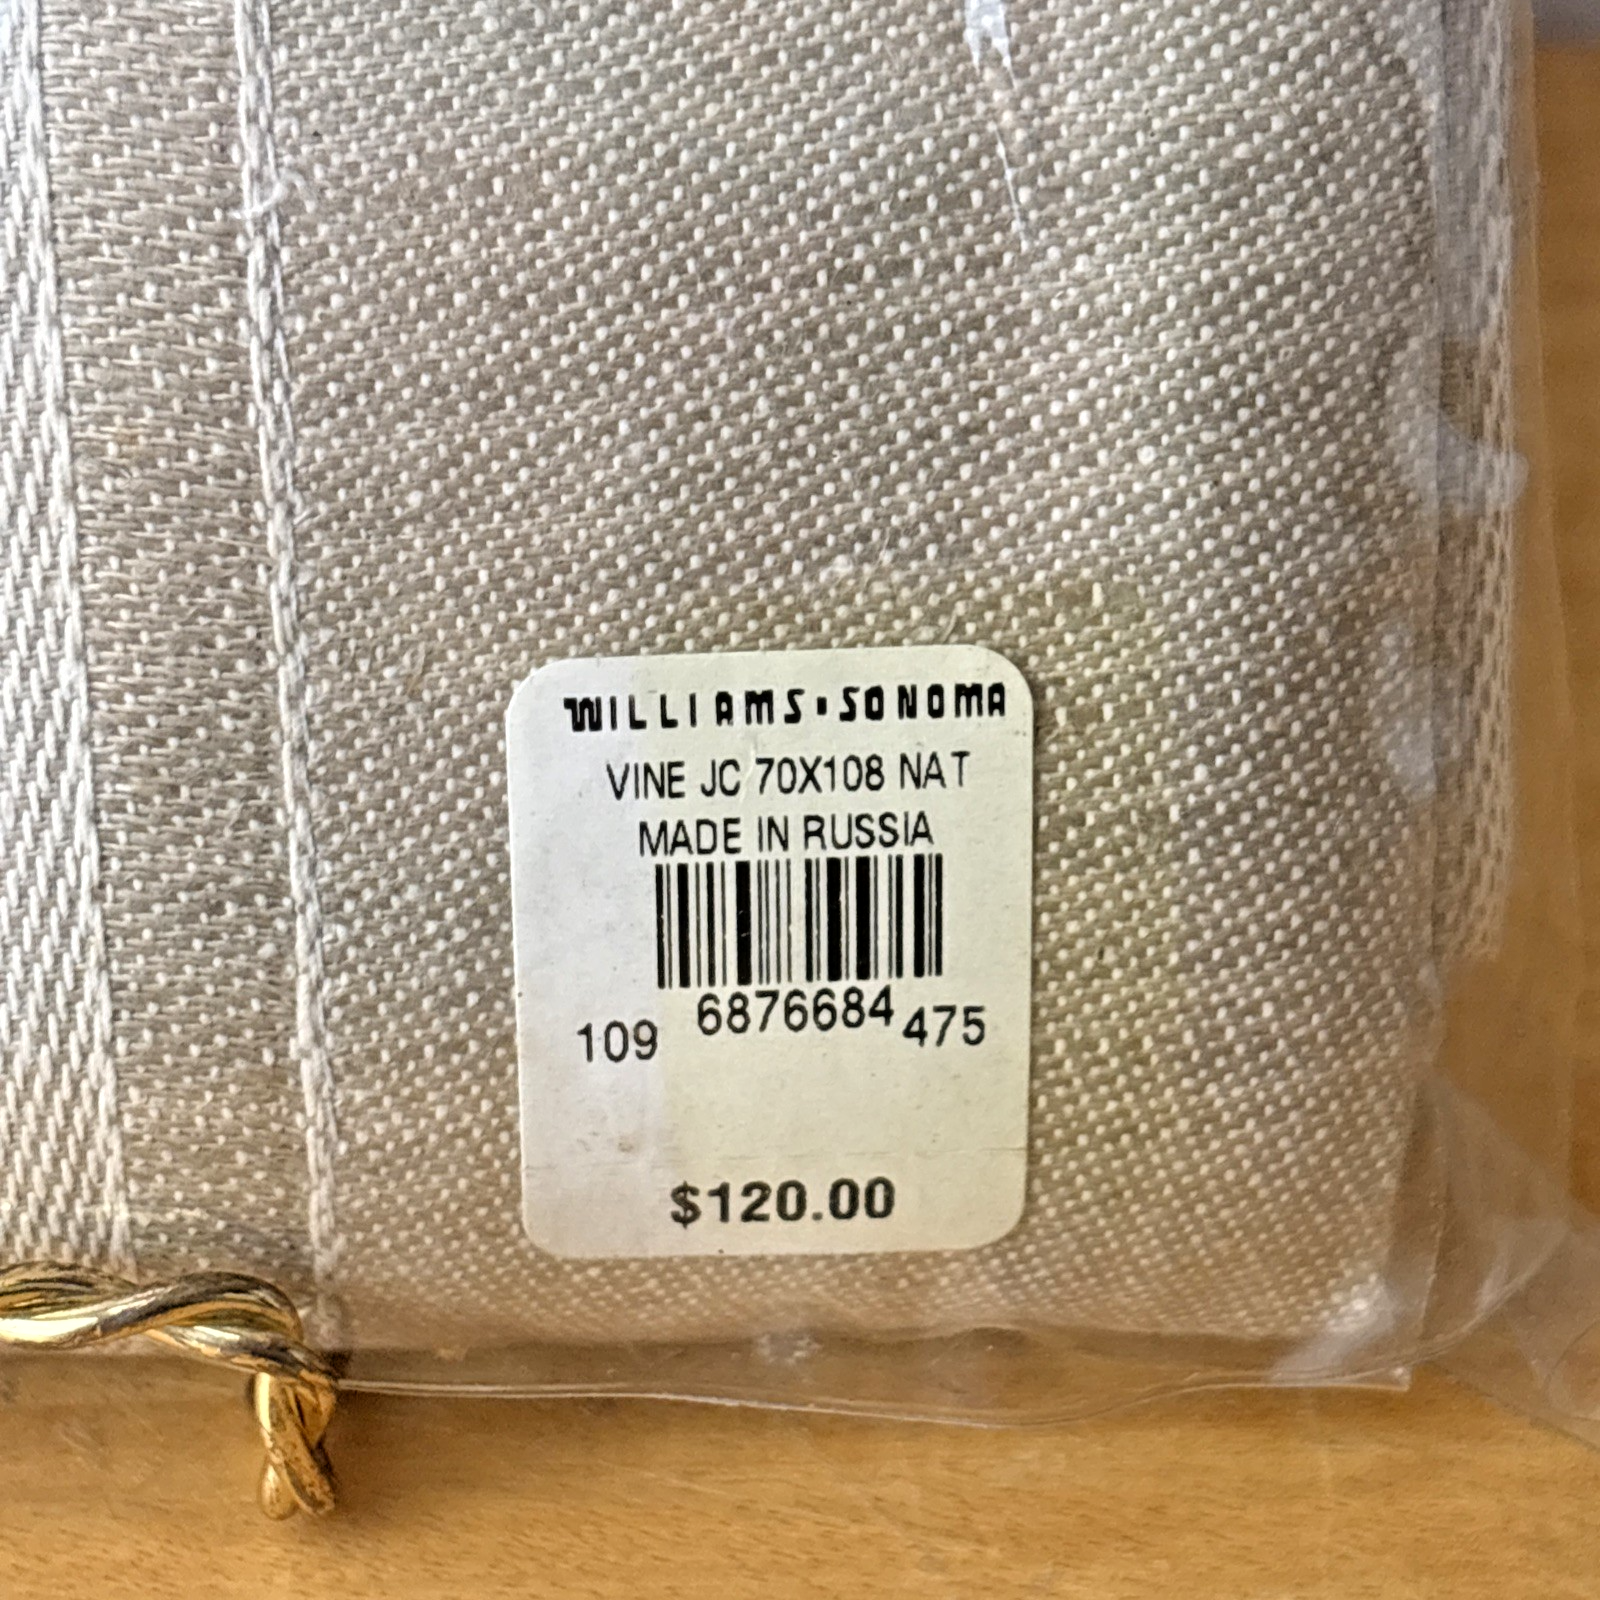 WILLIAMS·SONOMA
VINE JC 70X108 NAT
MADE IN RUSSIA
109 6876684 475
$120.00